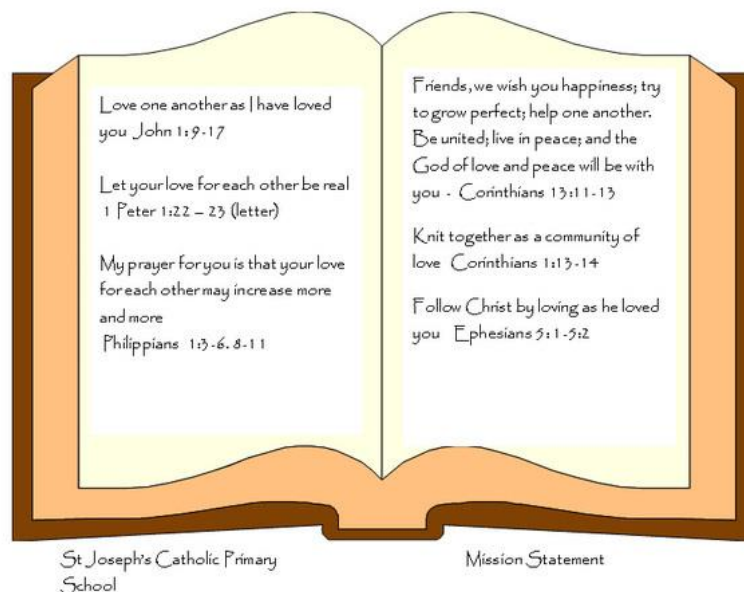 Love one another as I have loved
you John 1:9-17
Let your love for each other be real
1 Peter 1:22 – 23 (letter)
My prayer for you is that your love
for each other may increase more
and more
Philippians 1:3-6. 8-11
Friends, we wish you happiness; try
to grow perfect; help one another.
Be united; live in peace; and the
God of love and peace will be with
you - Corinthians 13:11-13
Knit together as a community of
love Corinthians 1:13-14
Follow Christ by loving as he loved
you Ephesians 5:1-5:2
St Joseph's Catholic Primary
School
Mission Statement